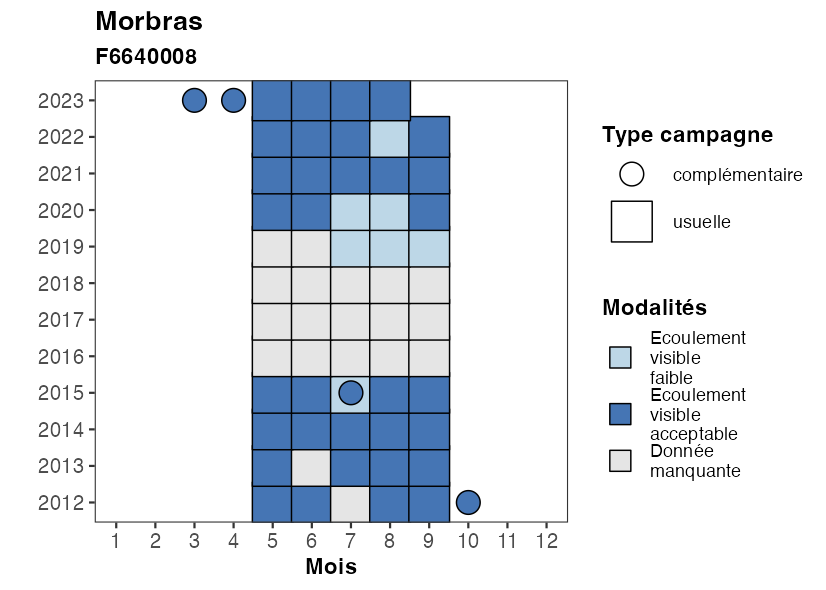 Morbras
F6640008
2023
2022
2021
2020
2019
2018
2017
2016
2015
2014
2013
2012
1 2 3 4 5 6 7 8 9 10 11 12
Mois
Type campagne
complémentaire
usuelle
Modalités
Ecoulement
visible
faible
Ecoulement
visible
acceptable
Donnée
manquante